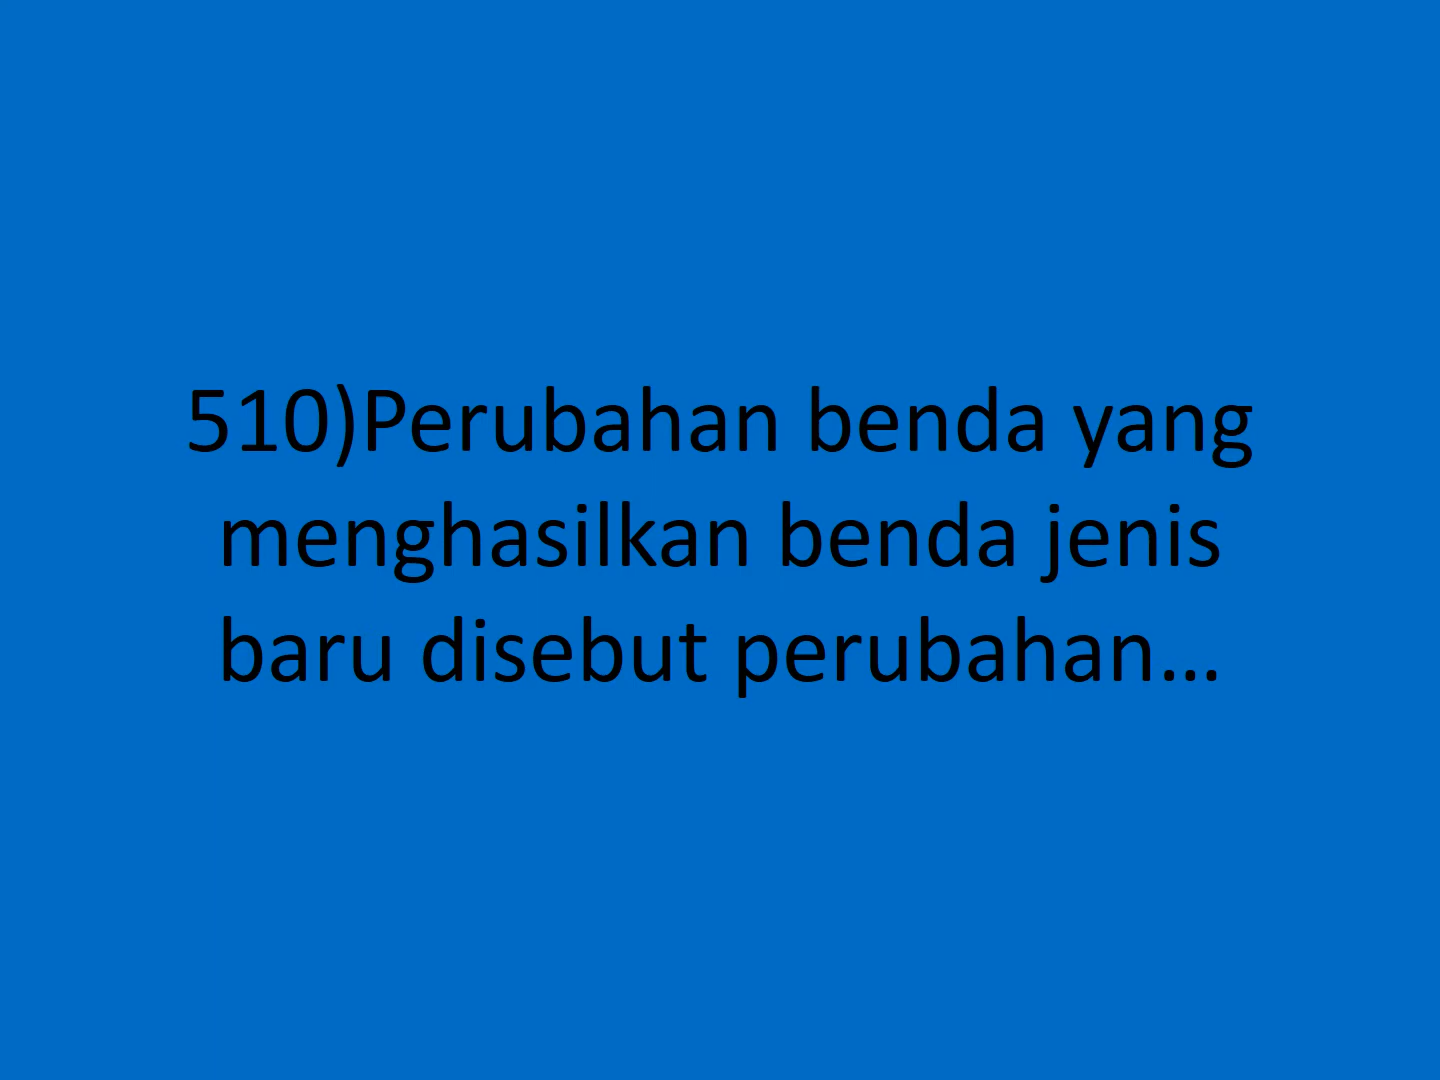 510)Perubahan benda yang
menghasilkan benda jenis
baru disebut perubahan…